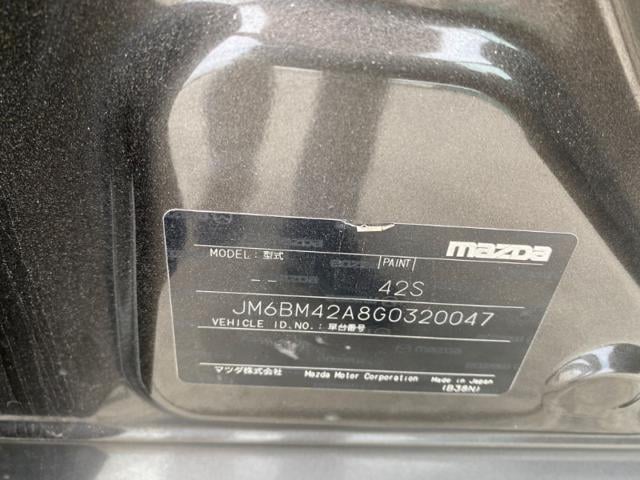 mazda
MODEL: 型式 PAINT
-- 42S
JM6BM42A8G0320047
VEHICLE ID.NO.: 車台番号
マツダ株式会社 Mazda Motor Corporation Made in Japan
(B38N)